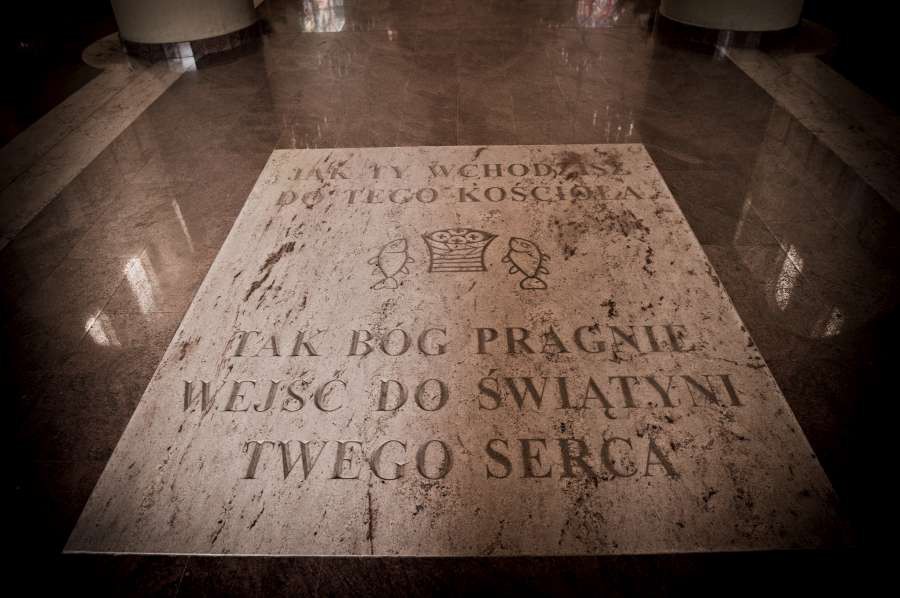 JAK TY WCHODZISZ
DO TEGO KOŚCIOŁA
TAK BÓG PRAGNIE
WEJŚĆ DO ŚWIĄTYNI
TWEGO SERCA